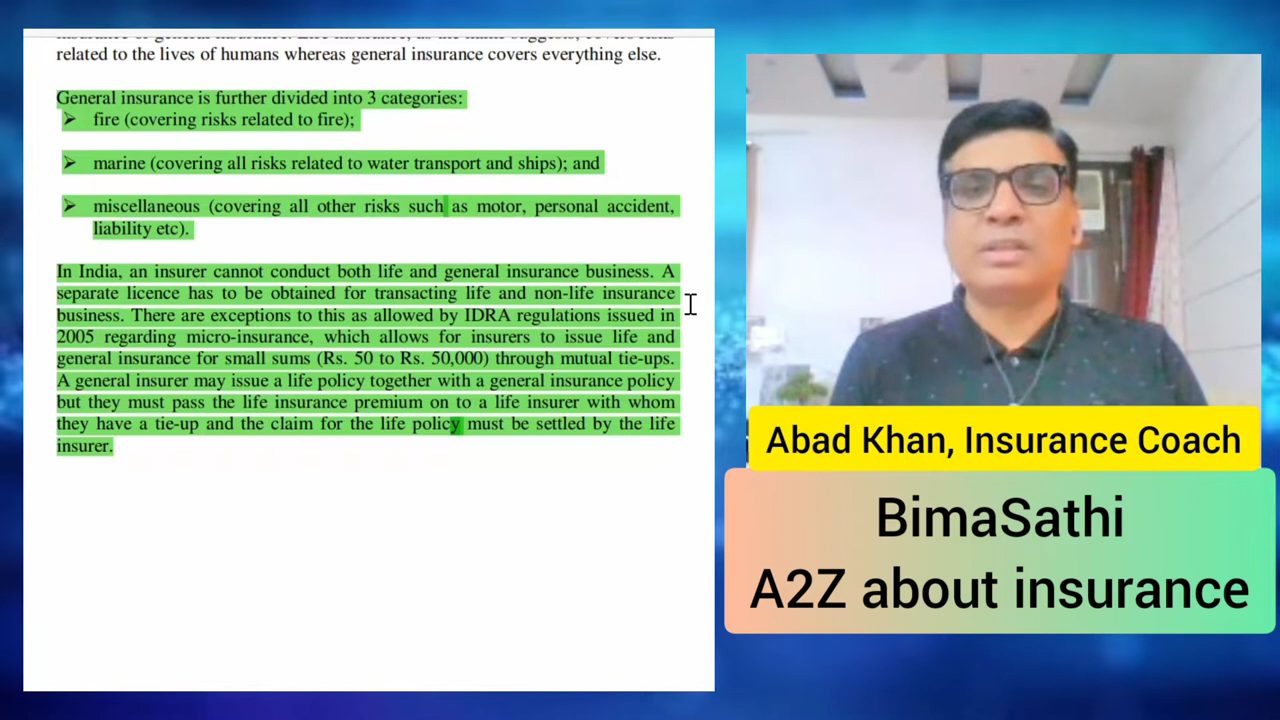 related to the lives of humans whereas general insurance covers everything else.
General insurance is further divided into 3 categories:
➢ fire (covering risks related to fire);
➢ marine (covering all risks related to water transport and ships); and
➢ miscellaneous (covering all other risks such as motor, personal accident,
liability etc).
In India, an insurer cannot conduct both life and general insurance business. A
separate licence has to be obtained for transacting life and non-life insurance
business. There are exceptions to this as allowed by IDRA regulations issued in
2005 regarding micro-insurance, which allows for insurers to issue life and
general insurance for small sums (Rs. 50 to Rs. 50,000) through mutual tie-ups.
A general insurer may issue a life policy together with a general insurance policy
but they must pass the life insurance premium on to a life insurer with whom
they have a tie-up and the claim for the life policy must be settled by the life
insurer.
Abad Khan, Insurance Coach
BimaSathi
A2Z about insurance